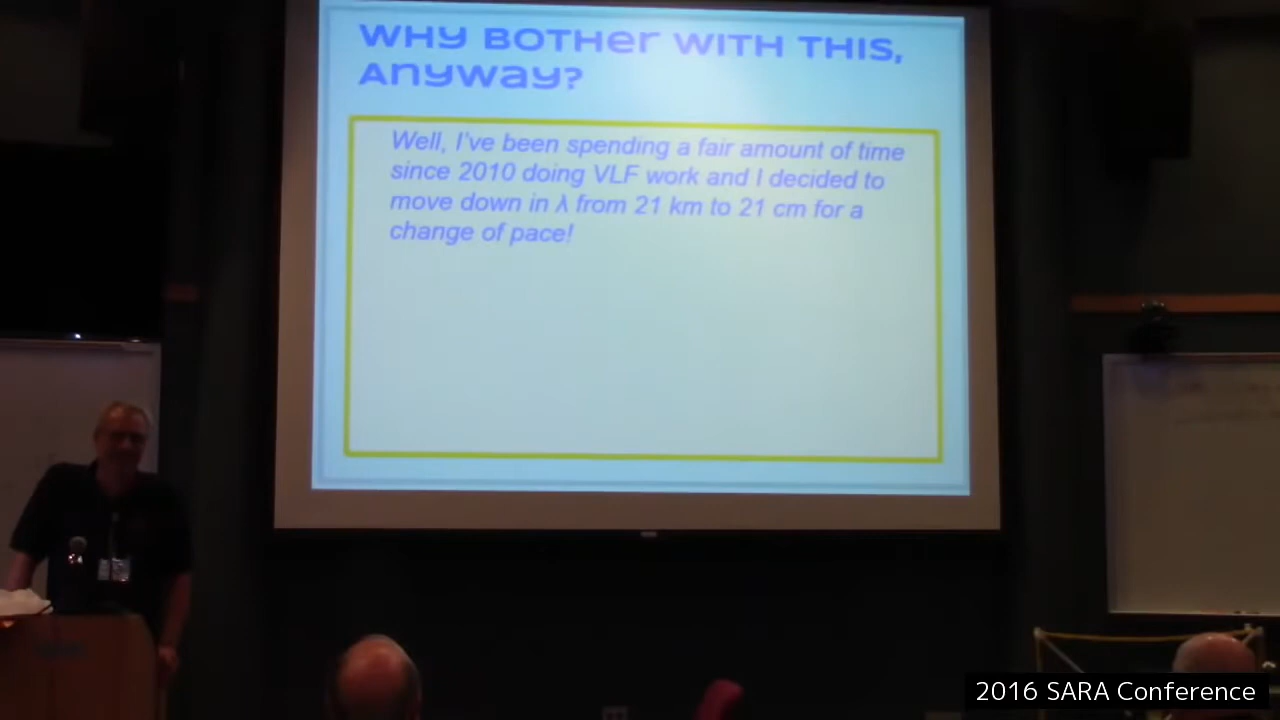 WHY BOTHer WITH THIS,
Anyway?
Well, I've been spending a fair amount of time
since 2010 doing VLF work and I decided to
move down in λ from 21 km to 21 cm for a
change of pace!
2016 SARA Conference